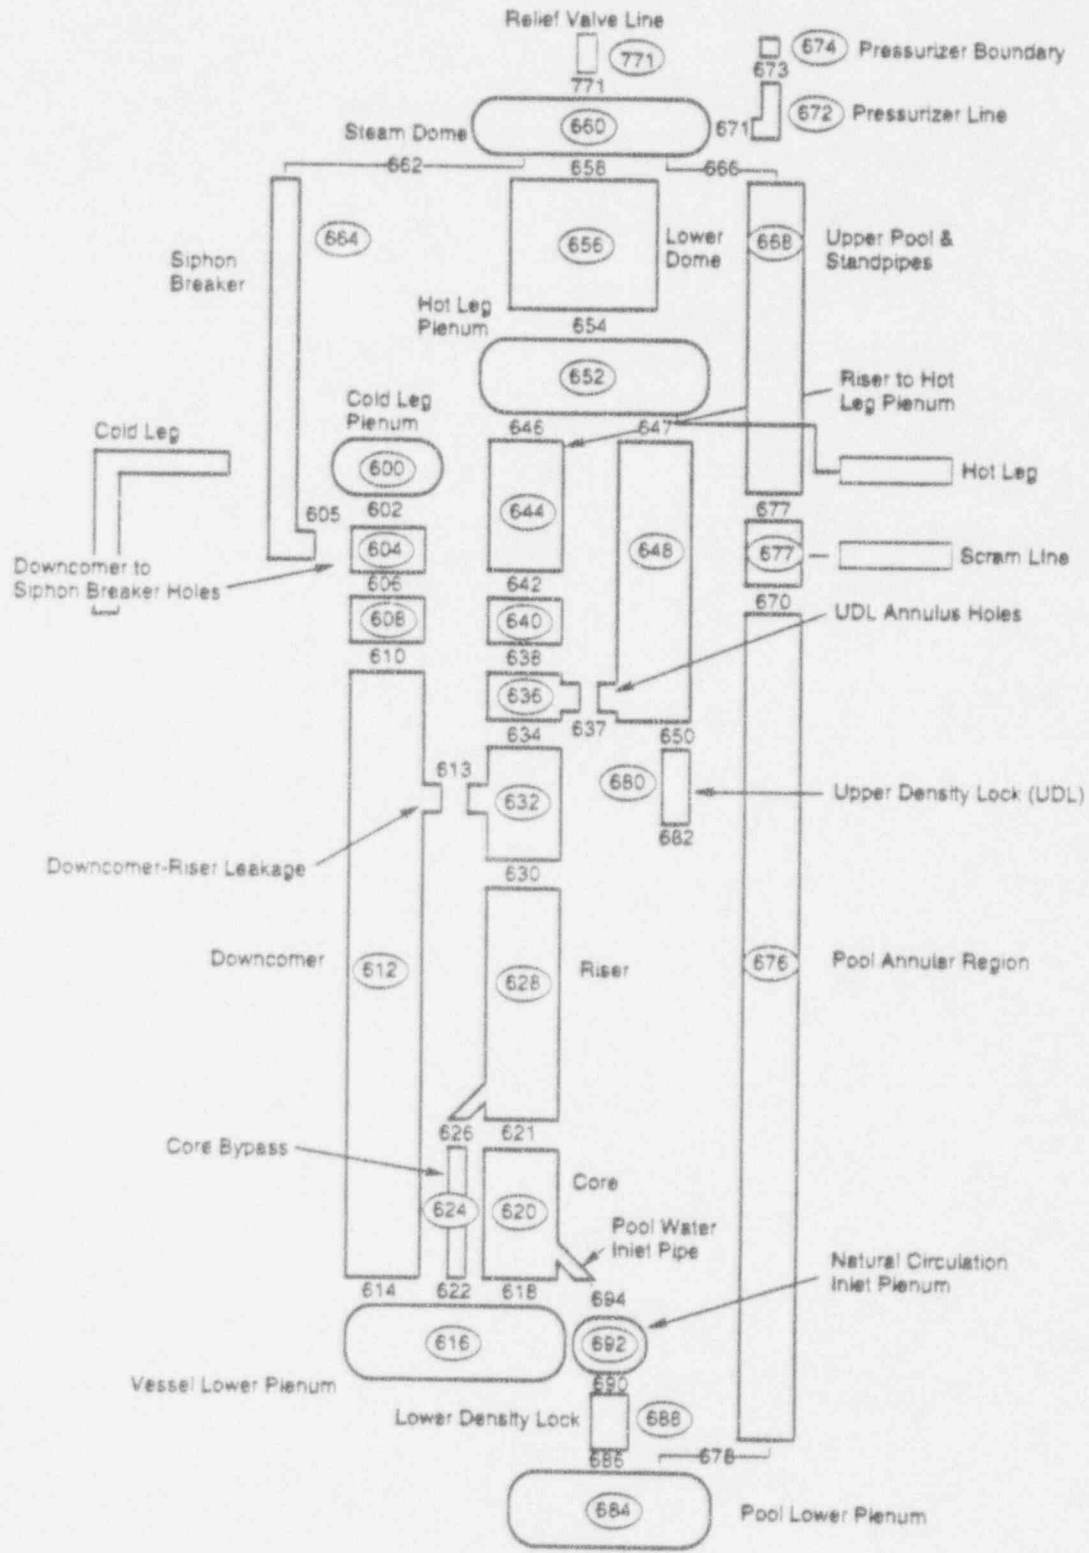 Relief Valve Line
771
771
674
Pressurizer Boundary
673
672
Pressurizer Line
671
Steam Dome
660
662
658
666
664
656
Lower
Dome
668
Upper Pool &
Standpipes
Siphon
Breaker
Hot Leg
Plenum
654
652
Riser to Hot
Leg Plenum
Cold Leg
Plenum
Cold Leg
646
647
600
Hot Leg
602
605
644
677
604
648
677
Scram Line
Downcomer to
Siphon Breaker Holes
606
642
670
608
640
UDL Annulus Holes
610
638
636
637
634
650
613
632
680
Upper Density Lock (UDL)
682
Downcomer-Riser Leakage
630
Downcomer
612
628
Riser
676
Pool Annular Region
626
621
Core Bypass
Core
624
620
Pool Water
Inlet Pipe
Natural Circulation
Inlet Plenum
614
622
618
694
616
692
Vessel Lower Plenum
690
Lower Density Lock
688
686
678
684
Pool Lower Plenum